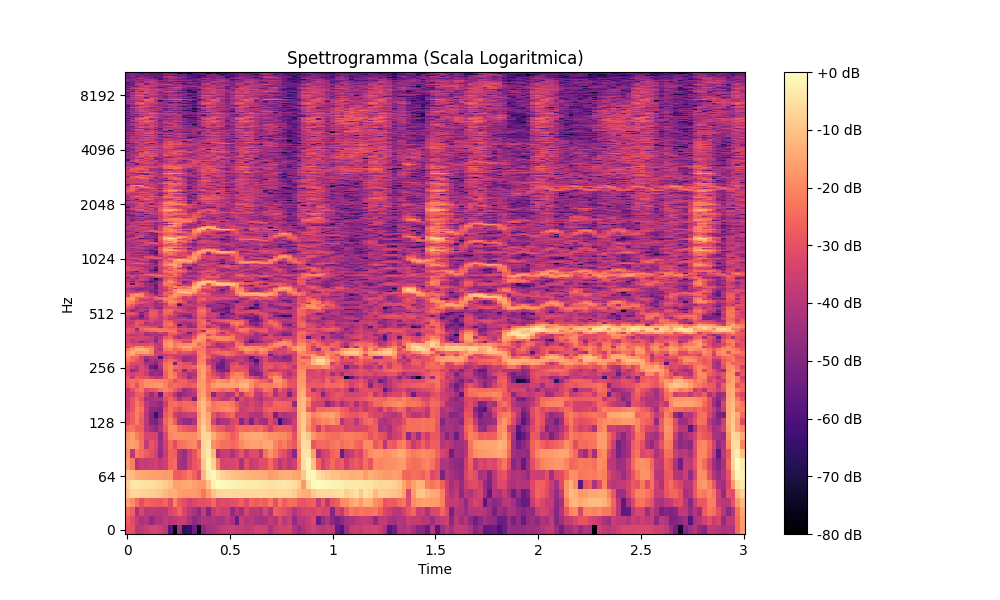 Spettrogramma (Scala Logaritmica)
Hz
8192
4096
2048
1024
512
256
128
64
0
0 0.5 1 1.5 2 2.5 3
Time
+0 dB
-10 dB
-20 dB
-30 dB
-40 dB
-50 dB
-60 dB
-70 dB
-80 dB